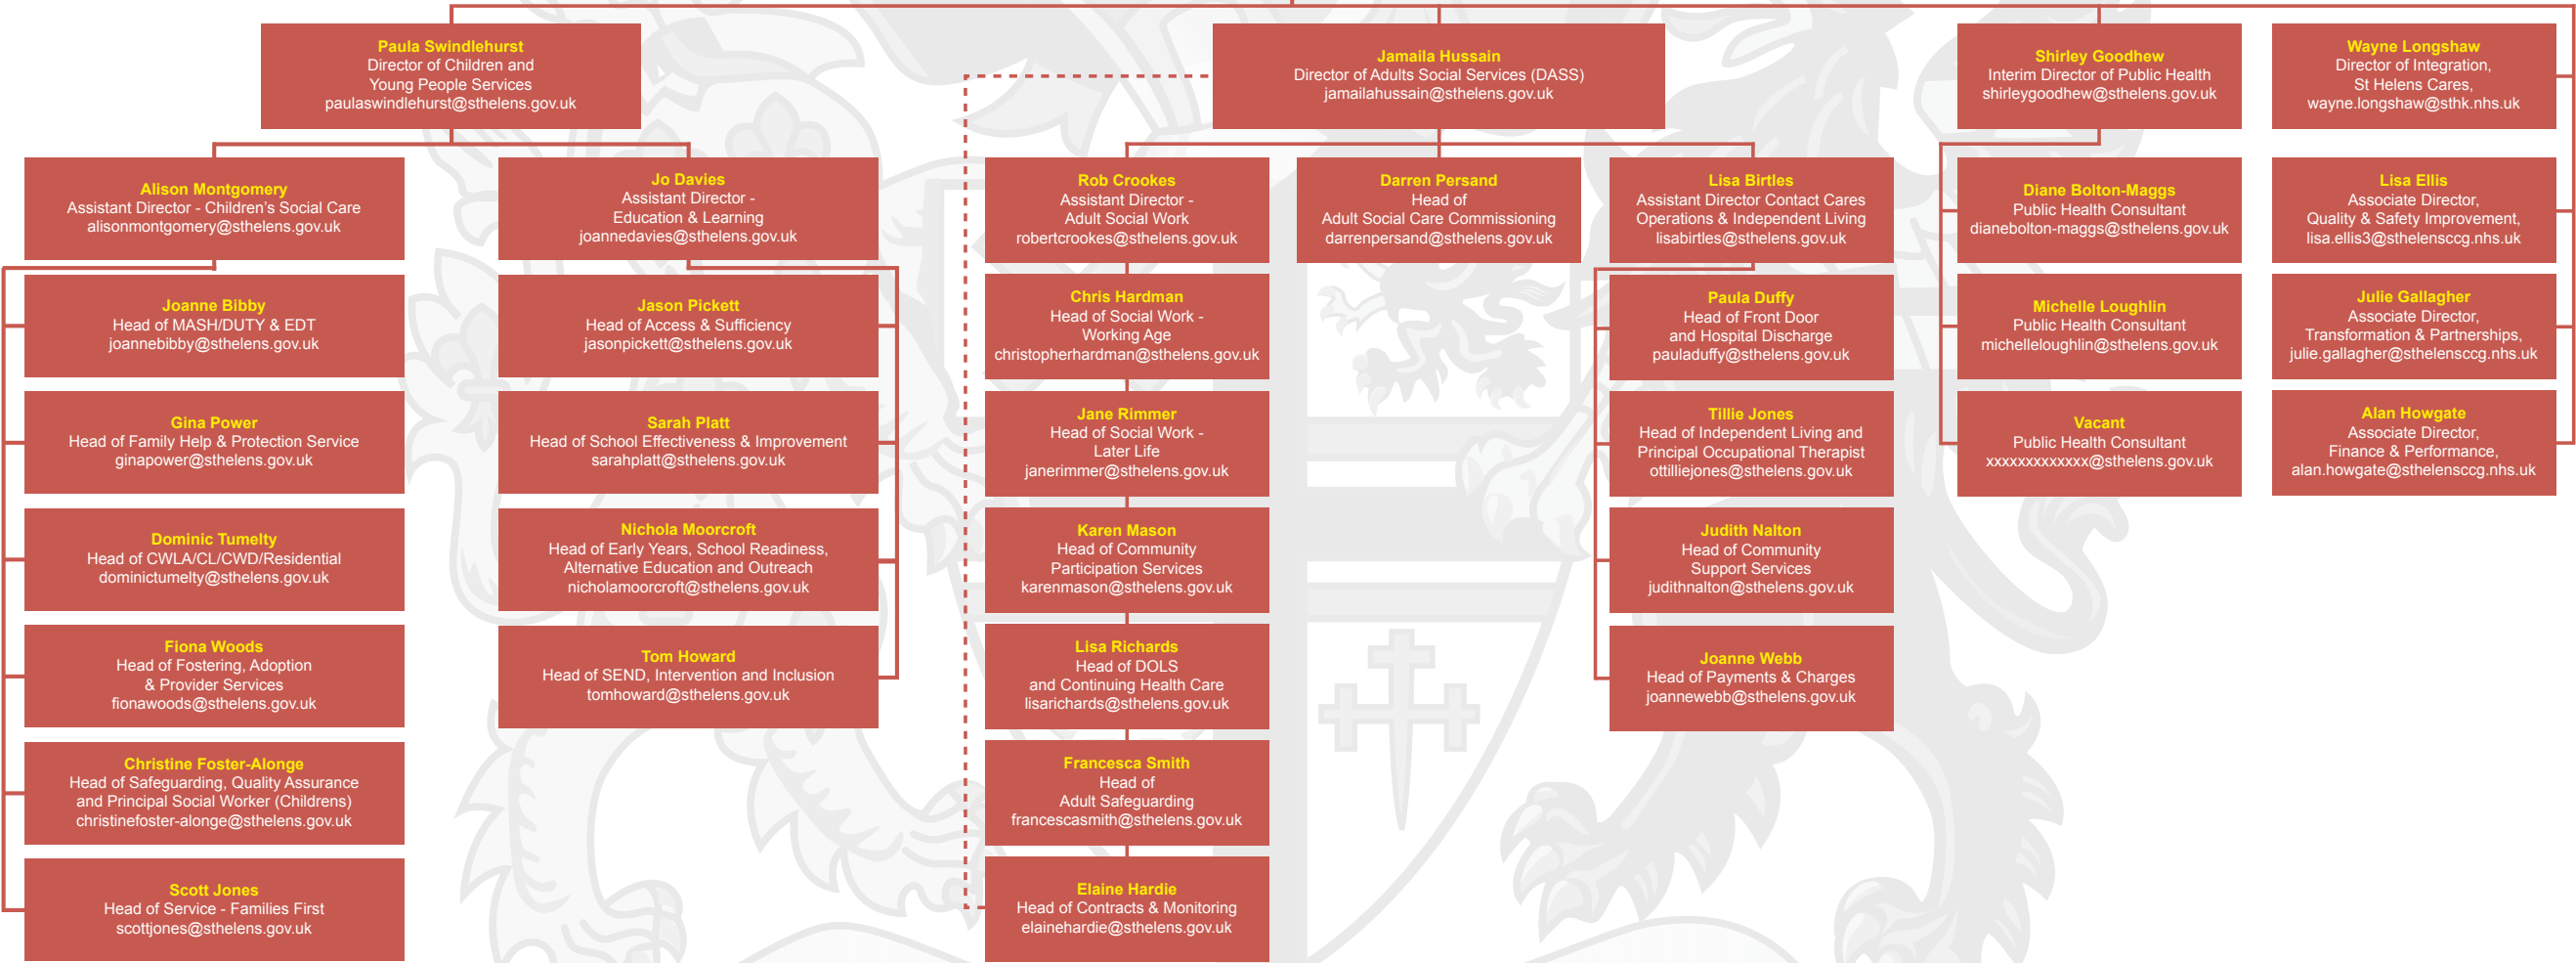 Paula Swindlehurst
Director of Children and
Young People Services
paulaswindlehurst@sthelens.gov.uk
Jamaila Hussain
Director of Adults Social Services (DASS)
jamailahussain@sthelens.gov.uk
Shirley Goodhew
Interim Director of Public Health
shirleygoodhew@sthelens.gov.uk
Wayne Longshaw
Director of Integration,
St Helens Cares,
wayne.longshaw@sthk.nhs.uk
Alison Montgomery
Assistant Director - Children's Social Care
alisonmontgomery@sthelens.gov.uk
Joanne Bibby
Head of MASH/DUTY & EDT
joannebibby@sthelens.gov.uk
Gina Power
Head of Family Help & Protection Service
ginapower@sthelens.gov.uk
Dominic Tumelty
Head of CWLA/CL/CWD/Residential
dominictumelty@sthelens.gov.uk
Fiona Woods
Head of Fostering, Adoption
& Provider Services
fionawoods@sthelens.gov.uk
Christine Foster-Alonge
Head of Safeguarding, Quality Assurance
and Principal Social Worker (Childrens)
christinefoster-alonge@sthelens.gov.uk
Scott Jones
Head of Service - Families First
scottjones@sthelens.gov.uk
Jo Davies
Assistant Director -
Education & Learning
joannedavies@sthelens.gov.uk
Jason Pickett
Head of Access & Sufficiency
jasonpickett@sthelens.gov.uk
Sarah Platt
Head of School Effectiveness & Improvement
sarahplatt@sthelens.gov.uk
Nichola Moorcroft
Head of Early Years, School Readiness,
Alternative Education and Outreach
nicholamoorcroft@sthelens.gov.uk
Tom Howard
Head of SEND, Intervention and Inclusion
tomhoward@sthelens.gov.uk
Rob Crookes
Assistant Director -
Adult Social Work
robertcrookes@sthelens.gov.uk
Chris Hardman
Head of Social Work -
Working Age
christopherhardman@sthelens.gov.uk
Jane Rimmer
Head of Social Work -
Later Life
janerimmer@sthelens.gov.uk
Karen Mason
Head of Community
Participation Services
karenmason@sthelens.gov.uk
Lisa Richards
Head of DOLS
and Continuing Health Care
lisarichards@sthelens.gov.uk
Francesca Smith
Head of
Adult Safeguarding
francescasmith@sthelens.gov.uk
Elaine Hardie
Head of Contracts & Monitoring
elainehardie@sthelens.gov.uk
Darren Persand
Head of
Adult Social Care Commissioning
darrenpersand@sthelens.gov.uk
Lisa Birtles
Assistant Director Contact Cares
Operations & Independent Living
lisabirtles@sthelens.gov.uk
Paula Duffy
Head of Front Door
and Hospital Discharge
pauladuffy@sthelens.gov.uk
Tillie Jones
Head of Independent Living and
Principal Occupational Therapist
ottilliejones@sthelens.gov.uk
Judith Nalton
Head of Community
Support Services
judithnalton@sthelens.gov.uk
Joanne Webb
Head of Payments & Charges
joannewebb@sthelens.gov.uk
Diane Bolton-Maggs
Public Health Consultant
dianebolton-maggs@sthelens.gov.uk
Michelle Loughlin
Public Health Consultant
michelleloughlin@sthelens.gov.uk
Vacant
Public Health Consultant
xxxxxxxxxxxxx@sthelens.gov.uk
Lisa Ellis
Associate Director,
Quality & Safety Improvement,
lisa.ellis3@sthelensccg.nhs.uk
Julie Gallagher
Associate Director,
Transformation & Partnerships,
julie.gallagher@sthelensccg.nhs.uk
Alan Howgate
Associate Director,
Finance & Performance,
alan.howgate@sthelensccg.nhs.uk